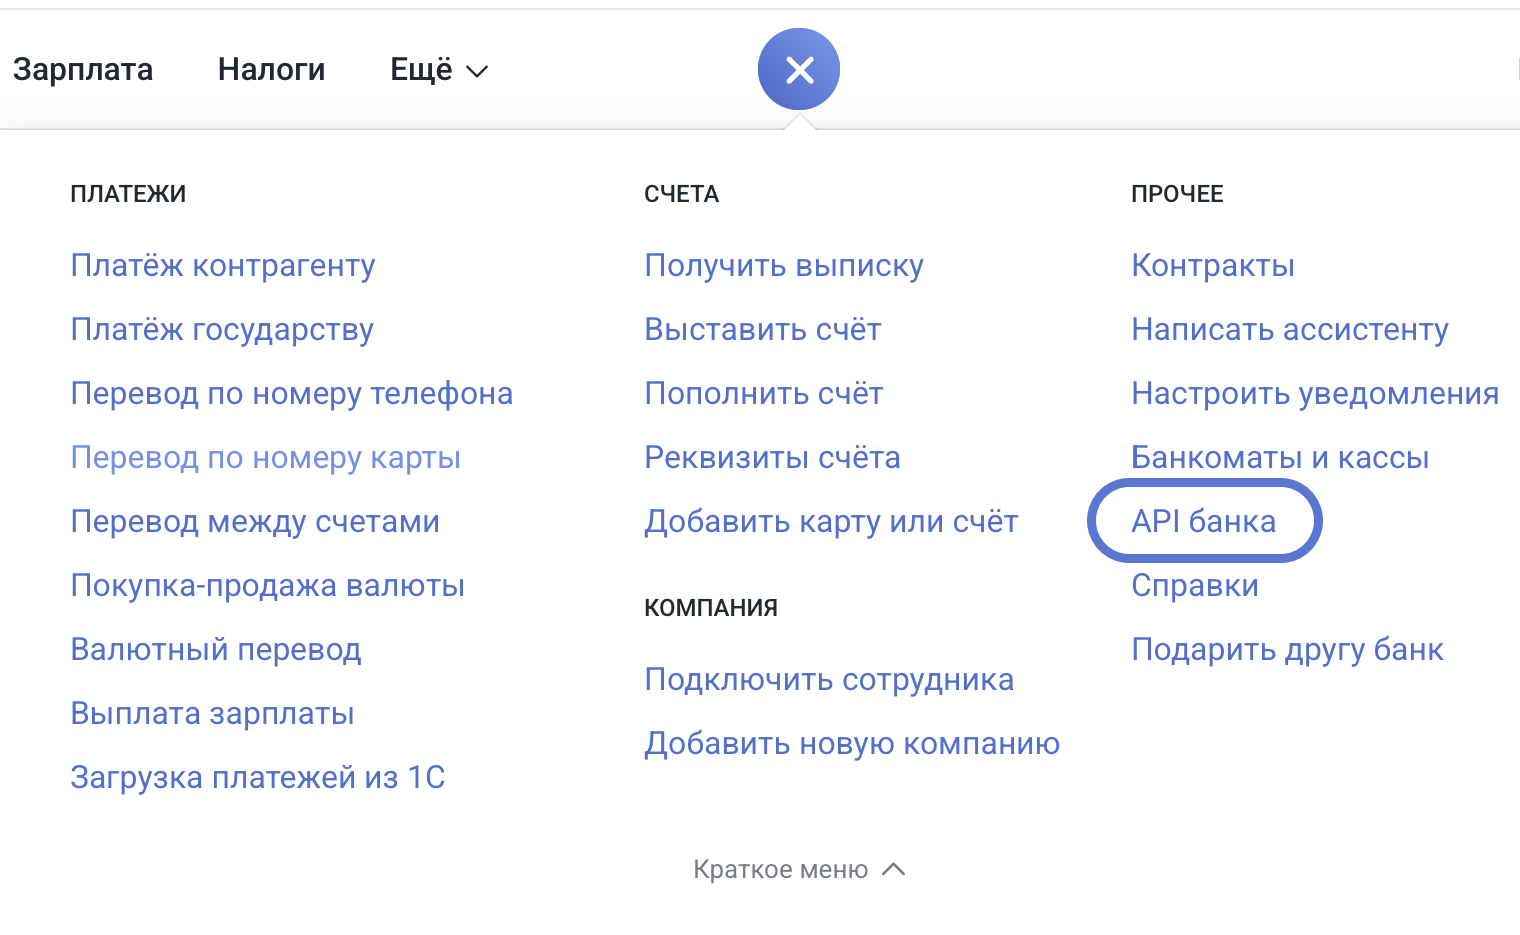 Зарплата Налоги Ещё
ПЛАТЕЖИ
Платёж контрагенту
Платёж государству
Перевод по номеру телефона
Перевод по номеру карты
Перевод между счетами
Покупка-продажа валюты
Валютный перевод
Выплата зарплаты
Загрузка платежей из 1С
СЧЕТА
Получить выписку
Выставить счёт
Пополнить счёт
Реквизиты счёта
Добавить карту или счёт
КОМПАНИЯ
Подключить сотрудника
Добавить новую компанию
ПРОЧЕЕ
Контракты
Написать ассистенту
Настроить уведомления
Банкоматы и кассы
API банка
Справки
Подарить другу банк
Краткое меню